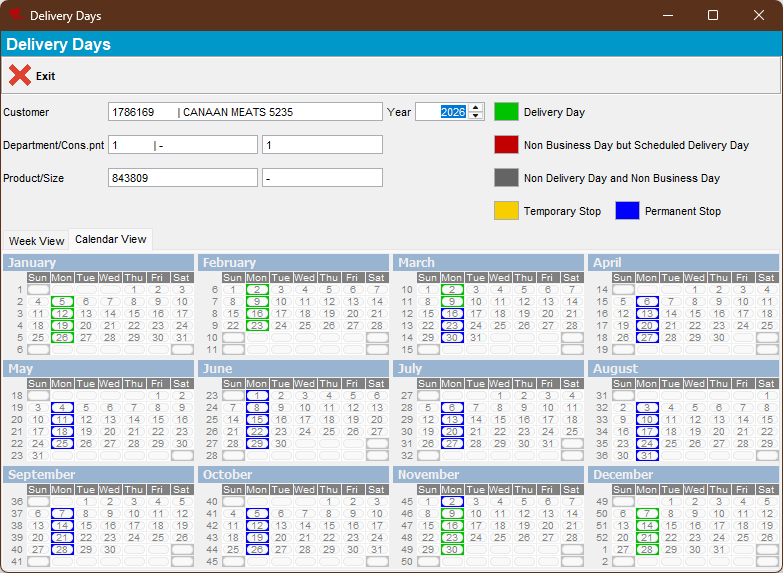 Delivery Days
Delivery Days
Exit
Customer 1786169 | CANAAN MEATS 5235 Year 2026 Delivery Day
Department/Cons.pnt 1 | - 1 Non Business Day but Scheduled Delivery Day
Product/Size 843809 - Non Delivery Day and Non Business Day
Temporary Stop Permanent Stop
Week View Calendar View
January
Sun Mon Tue Wed Thu Fri Sat
1 1 2 3
2 4 5 6 7 8 9 10
3 11 12 13 14 15 16 17
4 18 19 20 21 22 23 24
5 25 26 27 28 29 30 31
6
February
Sun Mon Tue Wed Thu Fri Sat
6 1 2 3 4 5 6 7
7 8 9 10 11 12 13 14
8 15 16 17 18 19 20 21
9 22 23 24 25 26 27 28
10
11
March
Sun Mon Tue Wed Thu Fri Sat
10 1 2 3 4 5 6 7
11 8 9 10 11 12 13 14
12 15 16 17 18 19 20 21
13 22 23 24 25 26 27 28
14 29 30 31
15
April
Sun Mon Tue Wed Thu Fri Sat
14 1 2 3 4
15 5 6 7 8 9 10 11
16 12 13 14 15 16 17 18
17 19 20 21 22 23 24 25
18 26 27 28 29 30
19
May
Sun Mon Tue Wed Thu Fri Sat
18 1 2
19 3 4 5 6 7 8 9
20 10 11 12 13 14 15 16
21 17 18 19 20 21 22 23
22 24 25 26 27 28 29 30
23 31
June
Sun Mon Tue Wed Thu Fri Sat
23 1 2 3 4 5 6
24 7 8 9 10 11 12 13
25 14 15 16 17 18 19 20
26 21 22 23 24 25 26 27
27 28 29 30
28
July
Sun Mon Tue Wed Thu Fri Sat
27 1 2 3 4
28 5 6 7 8 9 10 11
29 12 13 14 15 16 17 18
30 19 20 21 22 23 24 25
31 26 27 28 29 30 31
32
August
Sun Mon Tue Wed Thu Fri Sat
31 1
32 2 3 4 5 6 7 8
33 9 10 11 12 13 14 15
34 16 17 18 19 20 21 22
35 23 24 25 26 27 28 29
36 30 31
September
Sun Mon Tue Wed Thu Fri Sat
36 1 2 3 4 5
37 6 7 8 9 10 11 12
38 13 14 15 16 17 18 19
39 20 21 22 23 24 25 26
40 27 28 29 30
41
October
Sun Mon Tue Wed Thu Fri Sat
40 1 2 3
41 4 5 6 7 8 9 10
42 11 12 13 14 15 16 17
43 18 19 20 21 22 23 24
44 25 26 27 28 29 30 31
45
November
Sun Mon Tue Wed Thu Fri Sat
45 1 2 3 4 5 6 7
46 8 9 10 11 12 13 14
47 15 16 17 18 19 20 21
48 22 23 24 25 26 27 28
49 29 30
50
December
Sun Mon Tue Wed Thu Fri Sat
49 1 2 3 4 5
50 6 7 8 9 10 11 12
51 13 14 15 16 17 18 19
52 20 21 22 23 24 25 26
1 27 28 29 30 31
2